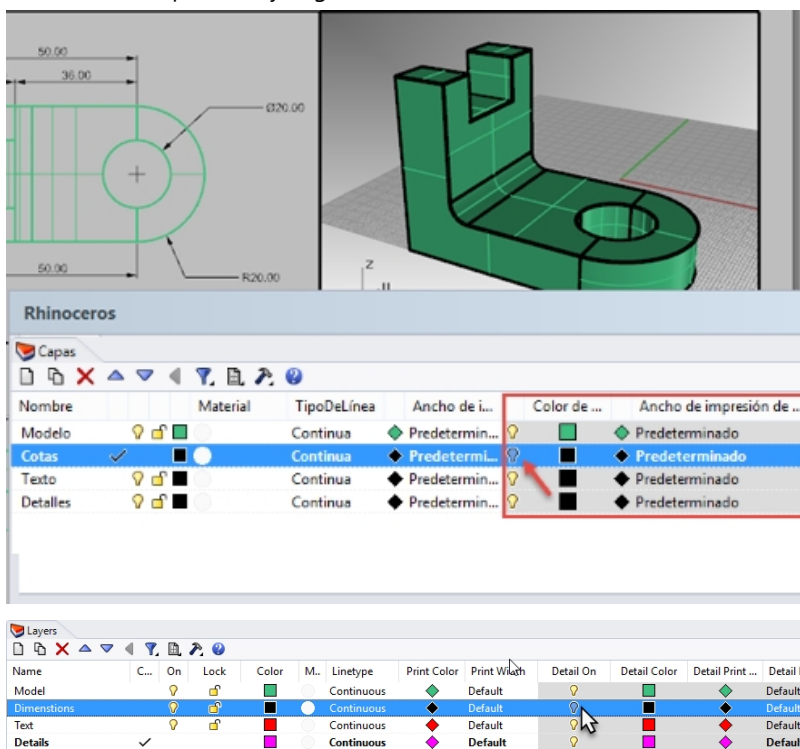 50.00
36.00
Ø20.00
50.00
R20.00
Z
Rhinoceros
Capas
Nombre Material TipoDeLínea Ancho de i... Color de ... Ancho de impresión de ...
Modelo Continua Predetermin... Predeterminado
Cotas Continua Predetermi... Predeterminado
Texto Continua Predetermin... Predeterminado
Detalles Continua Predetermin... Predeterminado
Layers
Name C... On Lock Color M.. Linetype Print Color Print Width Detail On Detail Color Detail Print ... Detail
Model Continuous Default Default
Dimenstions Continuous Default Default
Text Continuous Default Default
Details Continuous Default Default